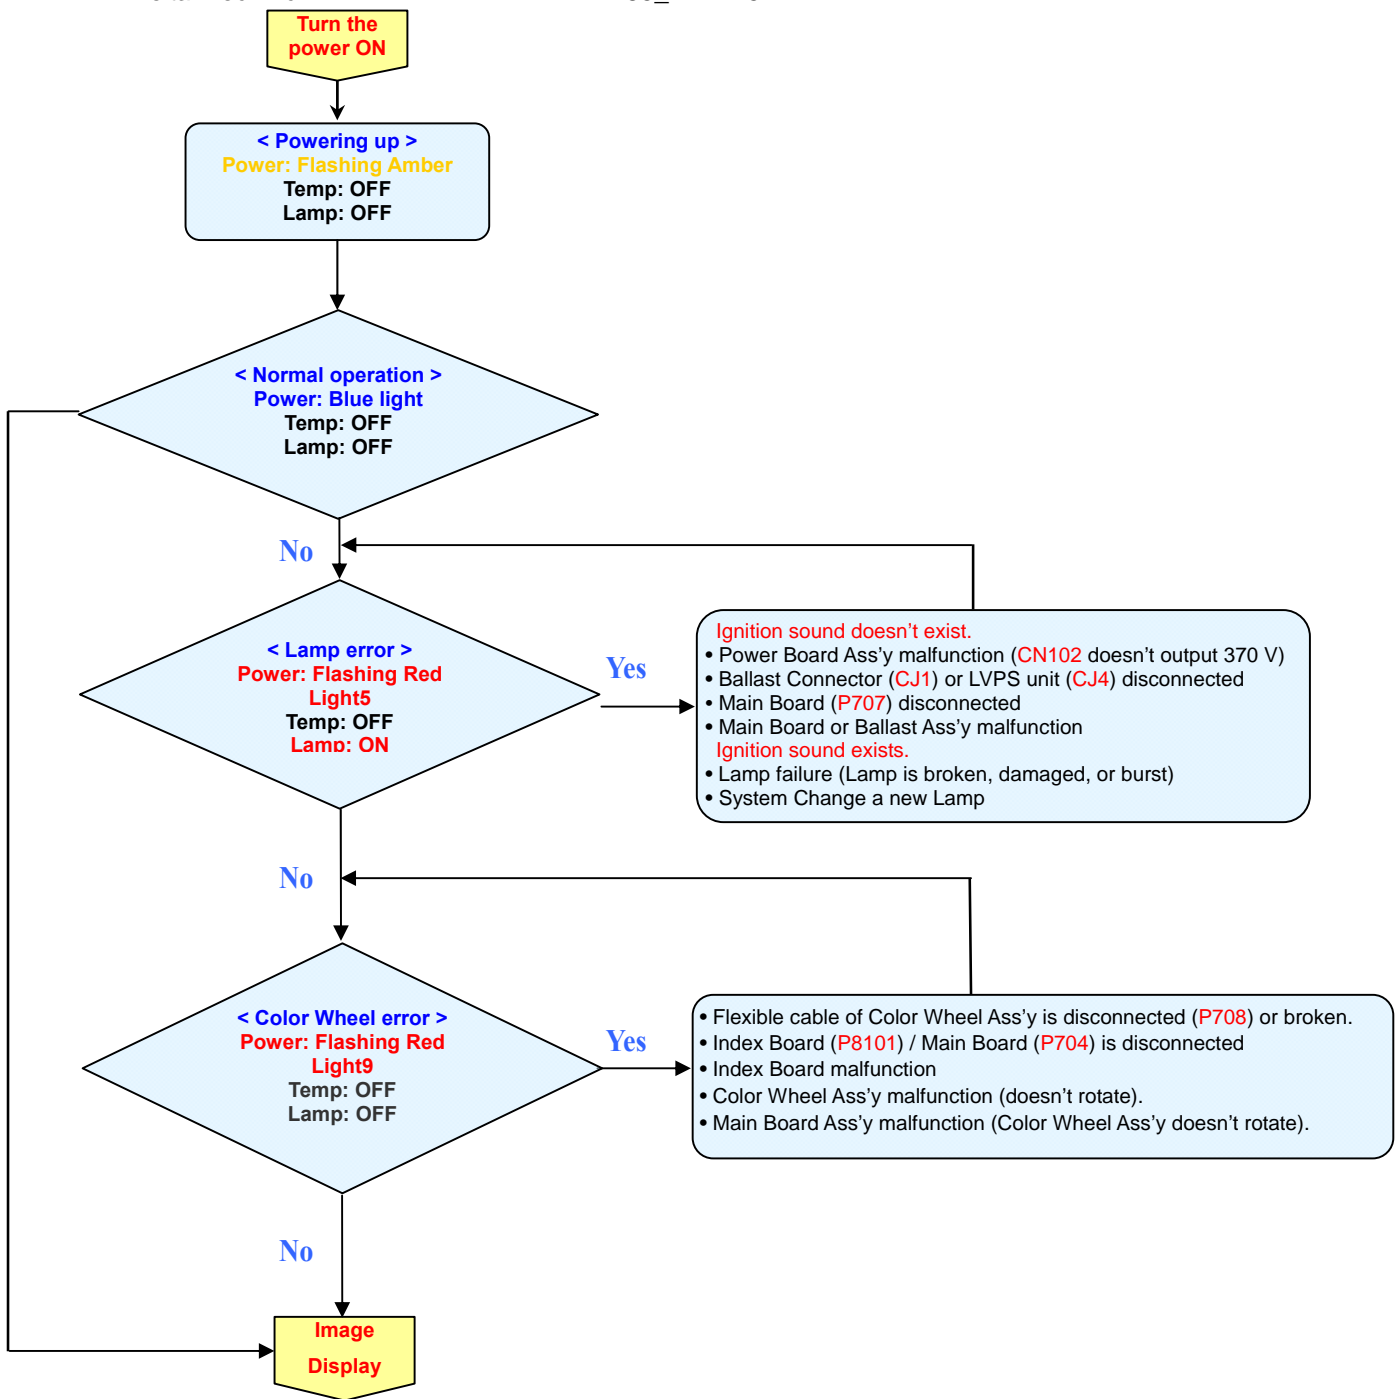 Turn the
power ON
< Powering up >
Power: Flashing Amber
Temp: OFF
Lamp: OFF
< Normal operation >
Power: Blue light
Temp: OFF
Lamp: OFF
No
< Lamp error >
Power: Flashing Red
Light5
Temp: OFF
Lamp: ON
Yes
Ignition sound doesn’t exist.
• Power Board Ass’y malfunction (CN102 doesn’t output 370 V)
• Ballast Connector (CJ1) or LVPS unit (CJ4) disconnected
• Main Board (P707) disconnected
• Main Board or Ballast Ass’y malfunction
Ignition sound exists.
• Lamp failure (Lamp is broken, damaged, or burst)
• System Change a new Lamp
No
< Color Wheel error >
Power: Flashing Red
Light9
Temp: OFF
Lamp: OFF
Yes
• Flexible cable of Color Wheel Ass’y is disconnected (P708) or broken.
• Index Board (P8101) / Main Board (P704) is disconnected
• Index Board malfunction
• Color Wheel Ass’y malfunction (doesn’t rotate).
• Main Board Ass’y malfunction (Color Wheel Ass’y doesn’t rotate).
No
Image
Display